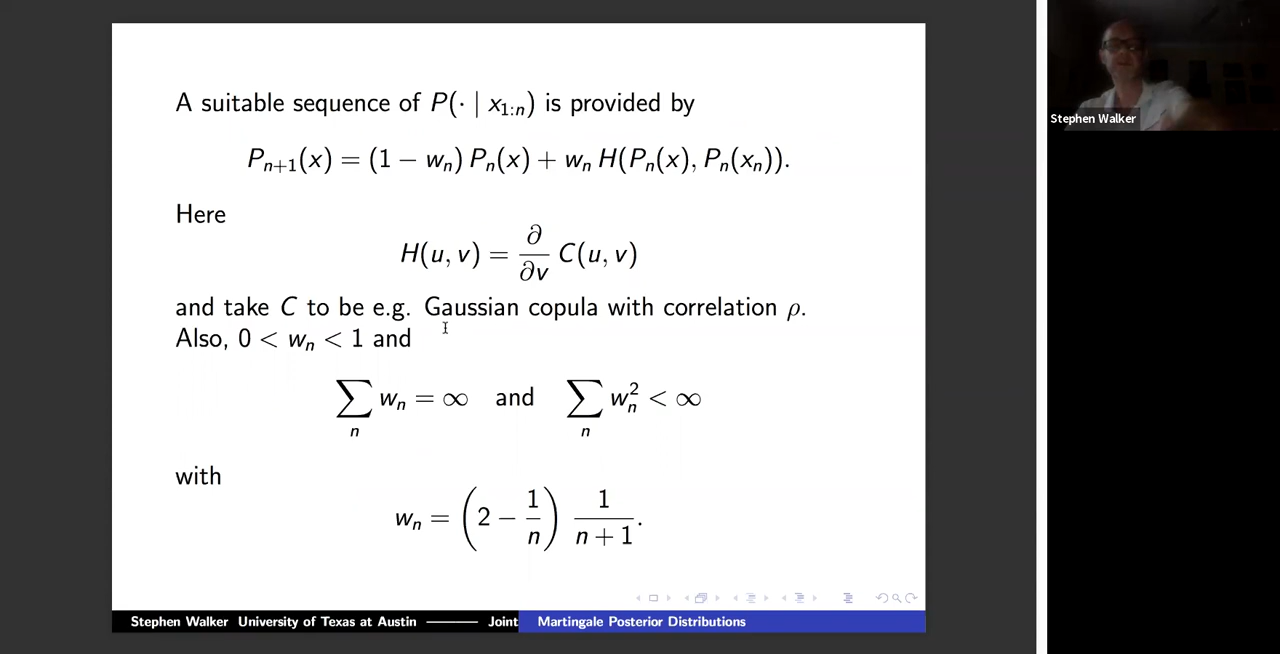 A suitable sequence of P(· | x₁:ₙ) is provided by
Pₙ₊₁(x) = (1 − wₙ) Pₙ(x) + wₙ H(Pₙ(x), Pₙ(xₙ)).
Here
H(u, v) = ∂/∂v C(u, v)
and take C to be e.g. Gaussian copula with correlation ρ.
Also, 0 < wₙ < 1 and
∑ₙ wₙ = ∞ and ∑ₙ wₙ² < ∞
with
wₙ = (2 − 1/n) 1/(n + 1).
Stephen Walker University of Texas at Austin ——— Joint
Martingale Posterior Distributions
Stephen Walker